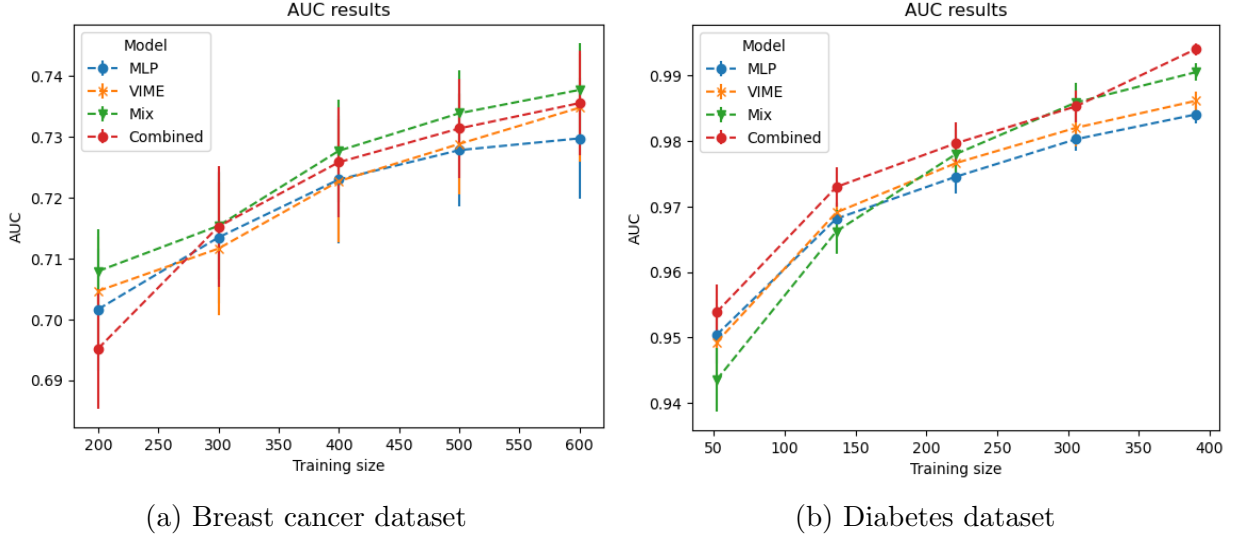 AUC results
AUC
0.74
0.73
0.72
0.71
0.70
0.69
Model
MLP
VIME
Mix
Combined
200 250 300 350 400 450 500 550 600
Training size
(a) Breast cancer dataset
AUC results
AUC
0.99
0.98
0.97
0.96
0.95
0.94
Model
MLP
VIME
Mix
Combined
50 100 150 200 250 300 350 400
Training size
(b) Diabetes dataset